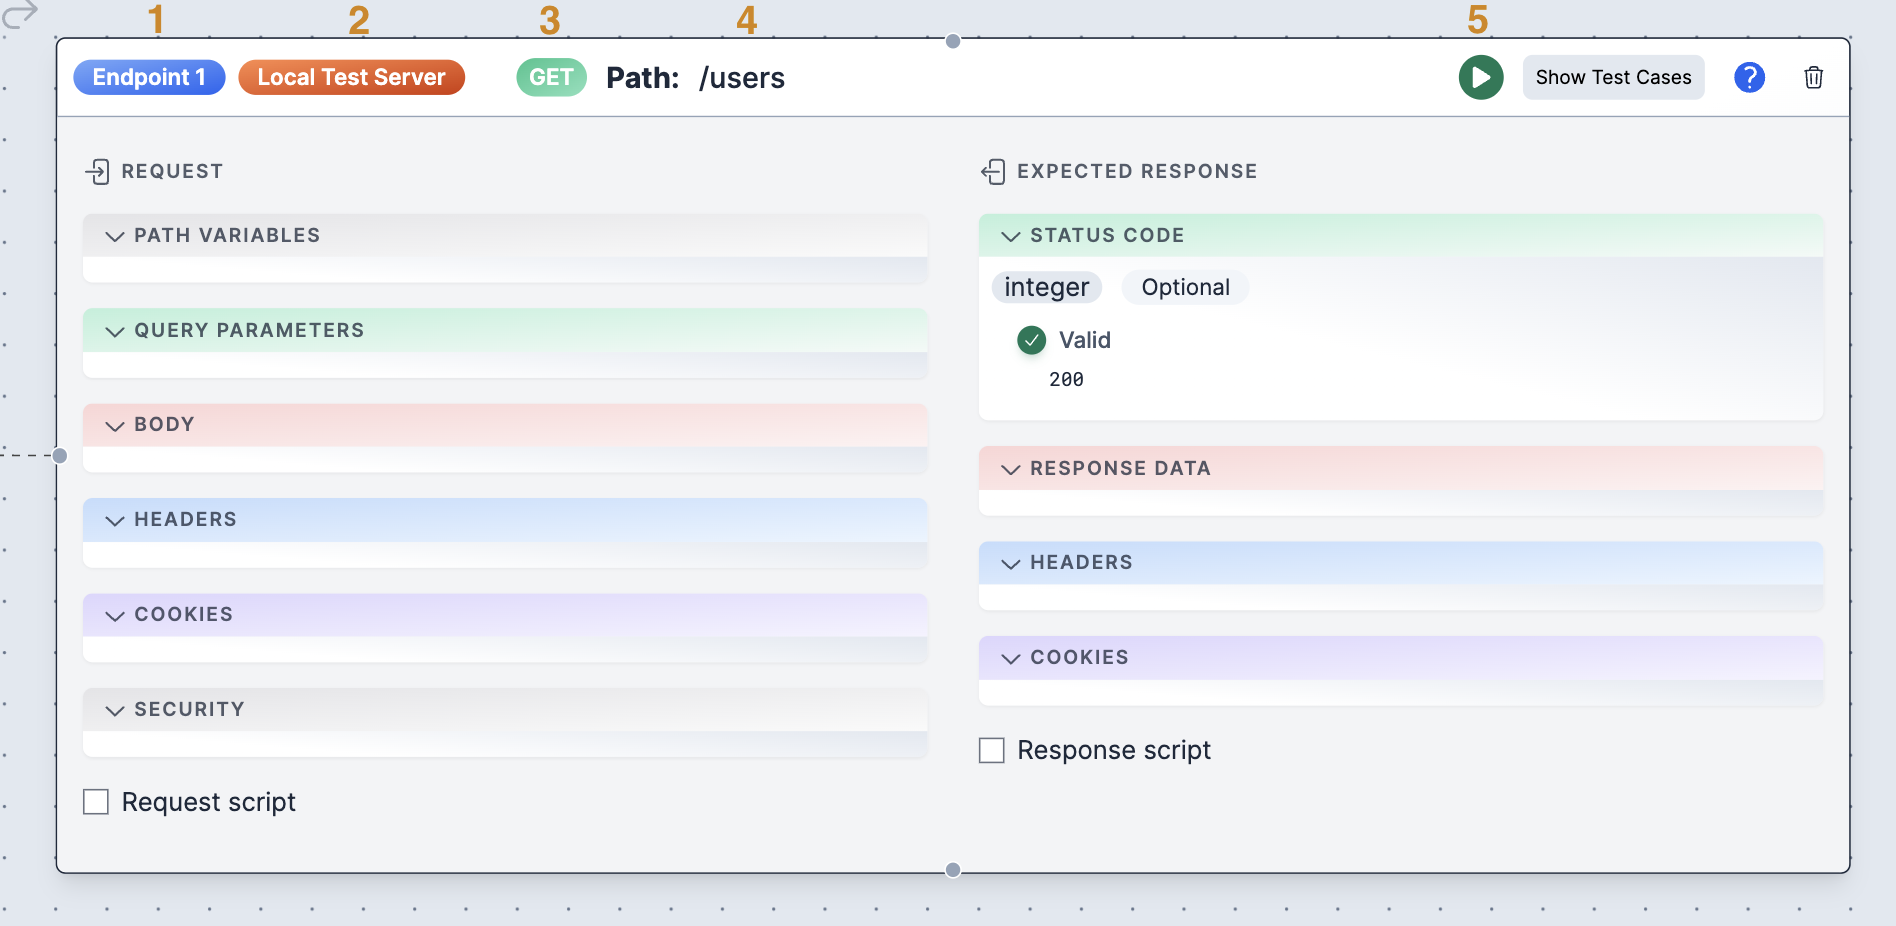 1 2 3 4 5
Endpoint 1 Local Test Server GET Path: /users Show Test Cases ?
REQUEST
PATH VARIABLES
QUERY PARAMETERS
BODY
HEADERS
COOKIES
SECURITY
Request script
EXPECTED RESPONSE
STATUS CODE
integer Optional
Valid
200
RESPONSE DATA
HEADERS
COOKIES
Response script